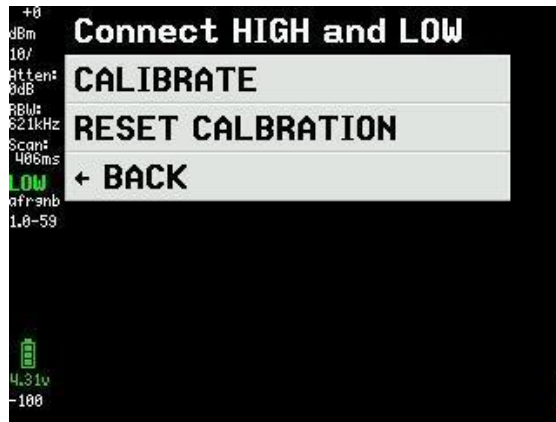 +0
dBm
10/
Atten:
0dB
RBW:
621kHz
Scan:
406ms
LOW
afrgnb
1.0-59
4.31v
-100
Connect HIGH and LOW
CALIBRATE
RESET CALBRATION
← BACK